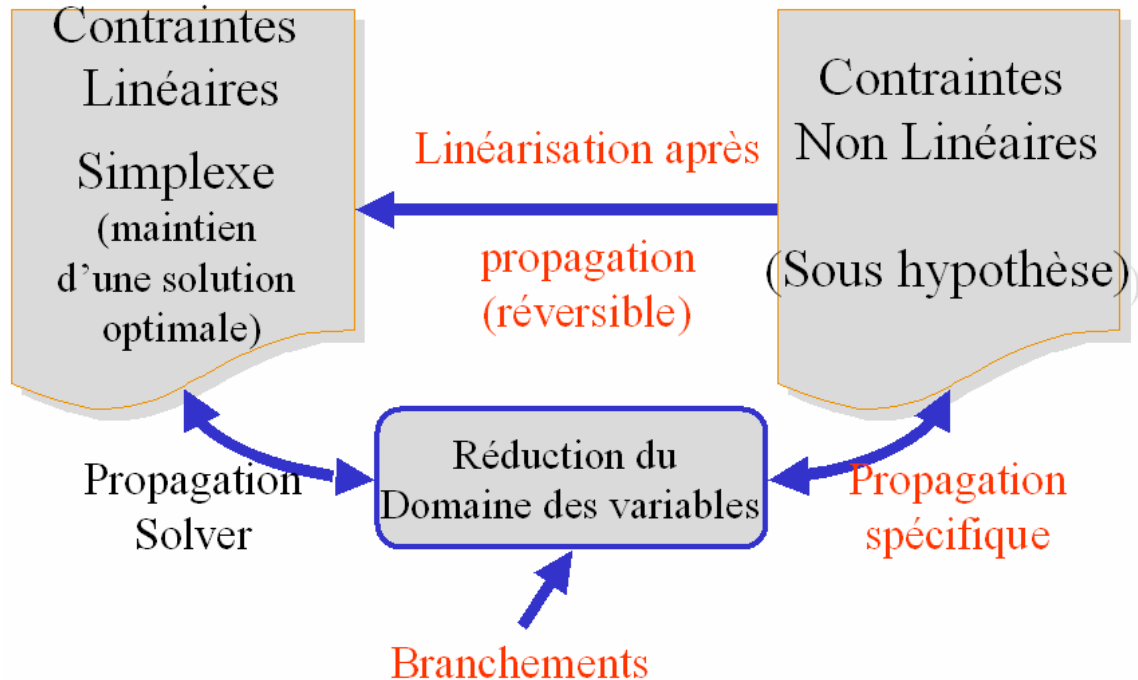 Contraintes
Linéaires
Simplexe
(maintien
d'une solution
optimale)
Linéarisation après
propagation
(réversible)
Contraintes
Non Linéaires
(Sous hypothèse)
Propagation
Solver
Réduction du
Domaine des variables
Propagation
spécifique
Branchements